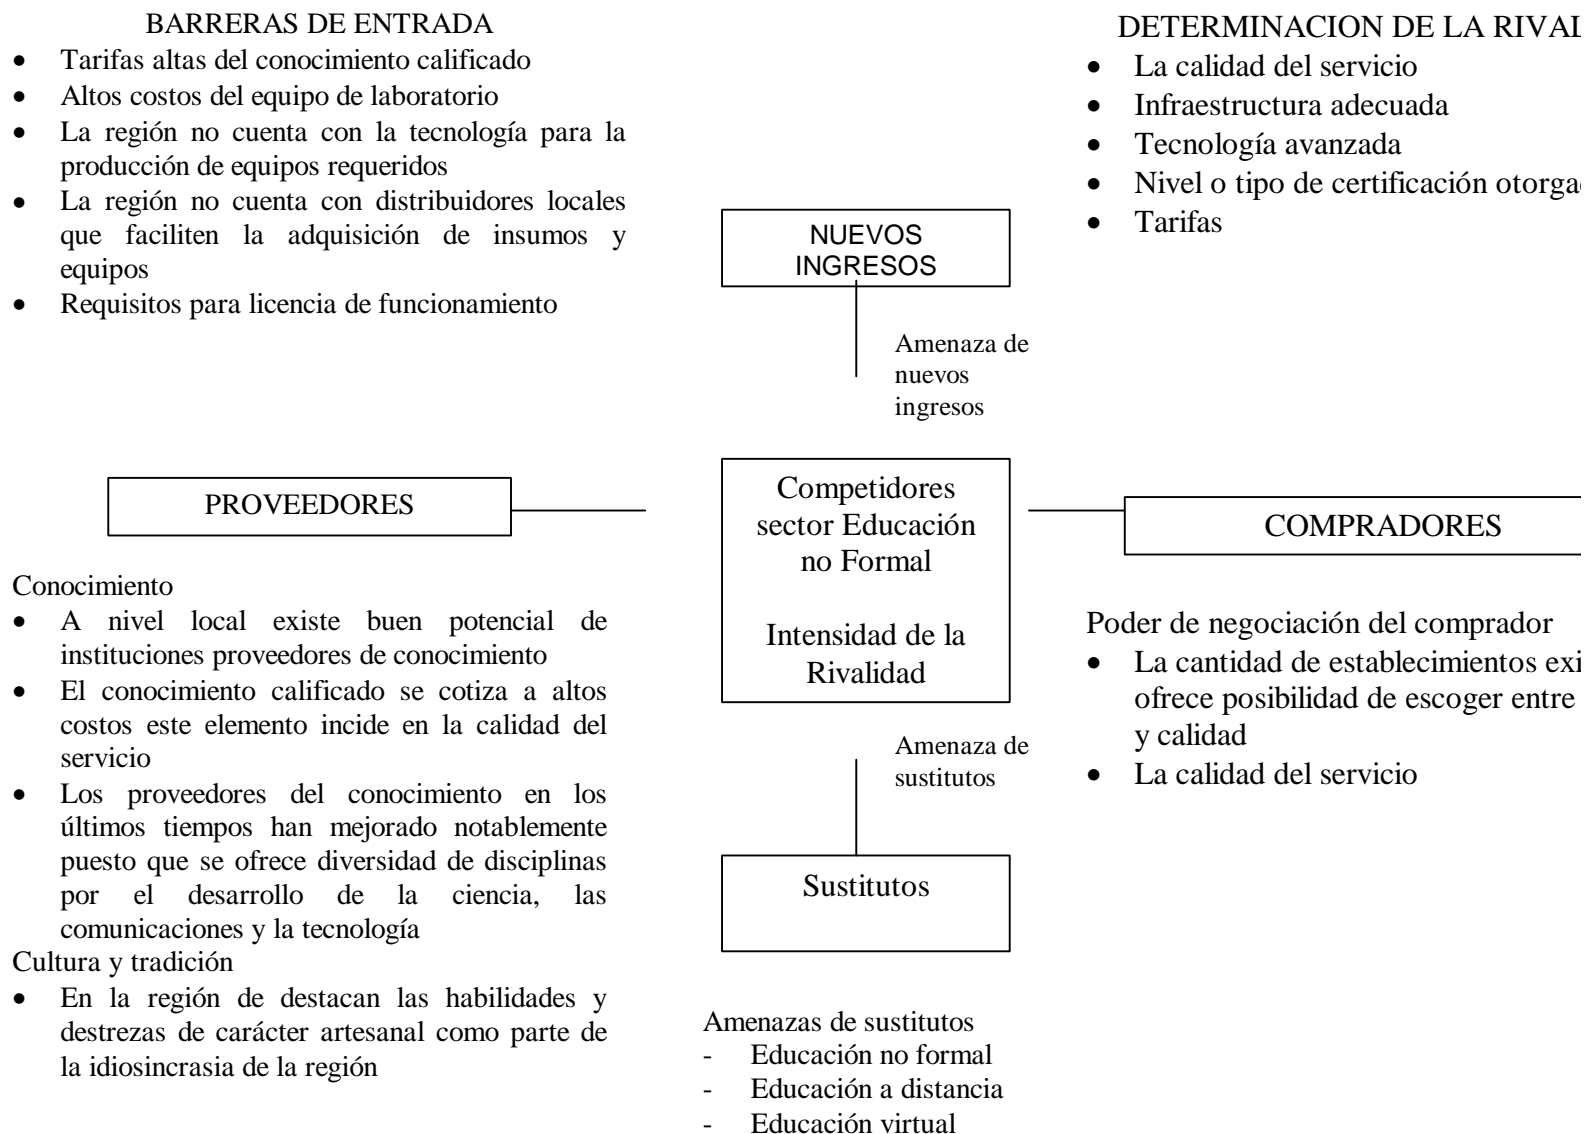 BARRERAS DE ENTRADA
• Tarifas altas del conocimiento calificado
• Altos costos del equipo de laboratorio
• La región no cuenta con la tecnología para la
producción de equipos requeridos
• La región no cuenta con distribuidores locales
que faciliten la adquisición de insumos y
equipos
• Requisitos para licencia de funcionamiento
DETERMINACION DE LA
• La calidad del servicio
• Infraestructura adecuada
• Tecnología avanzada
• Nivel o tipo de certificación
• Tarifas
NUEVOS
INGRESOS
Amenaza de
nuevos
ingresos
PROVEEDORES
Competidores
sector Educación
no Formal
Intensidad de la
Rivalidad
COMPRADORES
Conocimiento
• A nivel local existe buen potencial de
instituciones proveedores de conocimiento
• El conocimiento calificado se cotiza a altos
costos este elemento incide en la calidad del
servicio
• Los proveedores del conocimiento en los
últimos tiempos han mejorado notablemente
puesto que se ofrece diversidad de disciplinas
por el desarrollo de la ciencia, las
comunicaciones y la tecnología
Cultura y tradición
• En la región de destacan las habilidades y
destrezas de carácter artesanal como parte de
la idiosincrasia de la región
Poder de negociación del comprador
• La cantidad de establecimientos
ofrece posibilidad de escoger entre
y calidad
• La calidad del servicio
Amenaza de
sustitutos
Sustitutos
Amenazas de sustitutos
- Educación no formal
- Educación a distancia
- Educación virtual